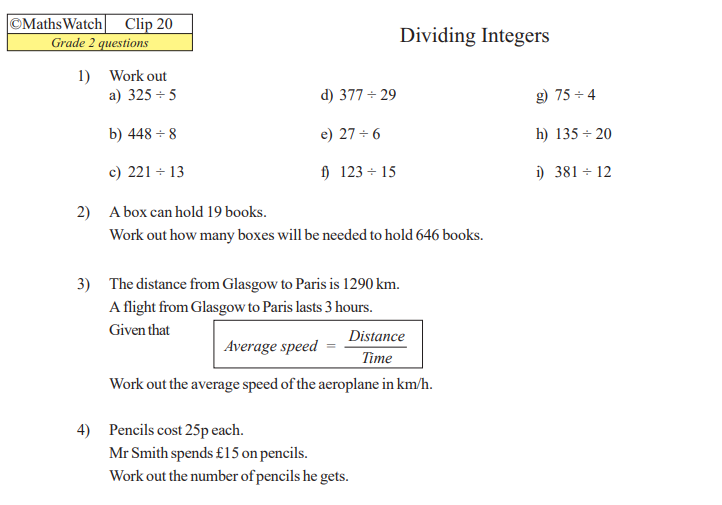 ©MathsWatch Clip 20
Grade 2 questions
Dividing Integers
1) Work out
a) 325 ÷ 5 d) 377 ÷ 29 g) 75 ÷ 4
b) 448 ÷ 8 e) 27 ÷ 6 h) 135 ÷ 20
c) 221 ÷ 13 f) 123 ÷ 15 i) 381 ÷ 12
2) A box can hold 19 books.
Work out how many boxes will be needed to hold 646 books.
3) The distance from Glasgow to Paris is 1290 km.
A flight from Glasgow to Paris lasts 3 hours.
Given that
Average speed = Distance
Time
Work out the average speed of the aeroplane in km/h.
4) Pencils cost 25p each.
Mr Smith spends £15 on pencils.
Work out the number of pencils he gets.